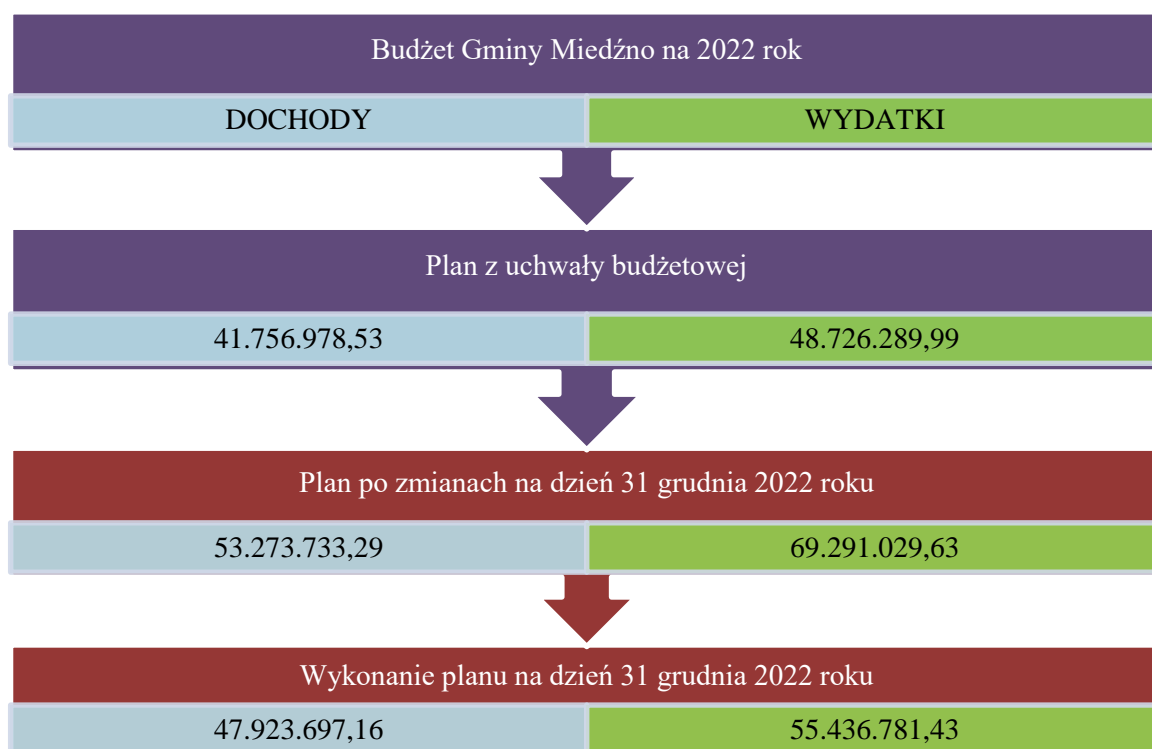 Budżet Gminy Miedźno na 2022 rok
DOCHODY WYDATKI
Plan z uchwały budżetowej
41.756.978,53 48.726.289,99
Plan po zmianach na dzień 31 grudnia 2022 roku
53.273.733,29 69.291.029,63
Wykonanie planu na dzień 31 grudnia 2022 roku
47.923.697,16 55.436.781,43